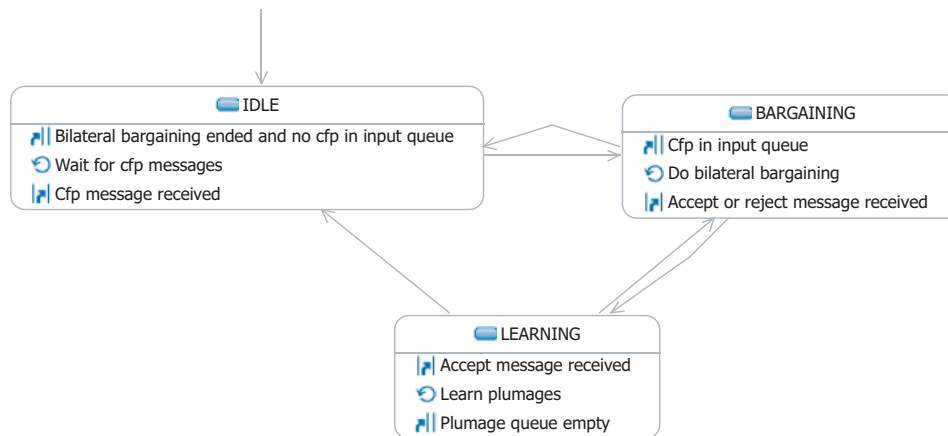 IDLE
Bilateral bargaining ended and no cfp in input queue
Wait for cfp messages
Cfp message received
BARGAINING
Cfp in input queue
Do bilateral bargaining
Accept or reject message received
LEARNING
Accept message received
Learn plumages
Plumage queue empty